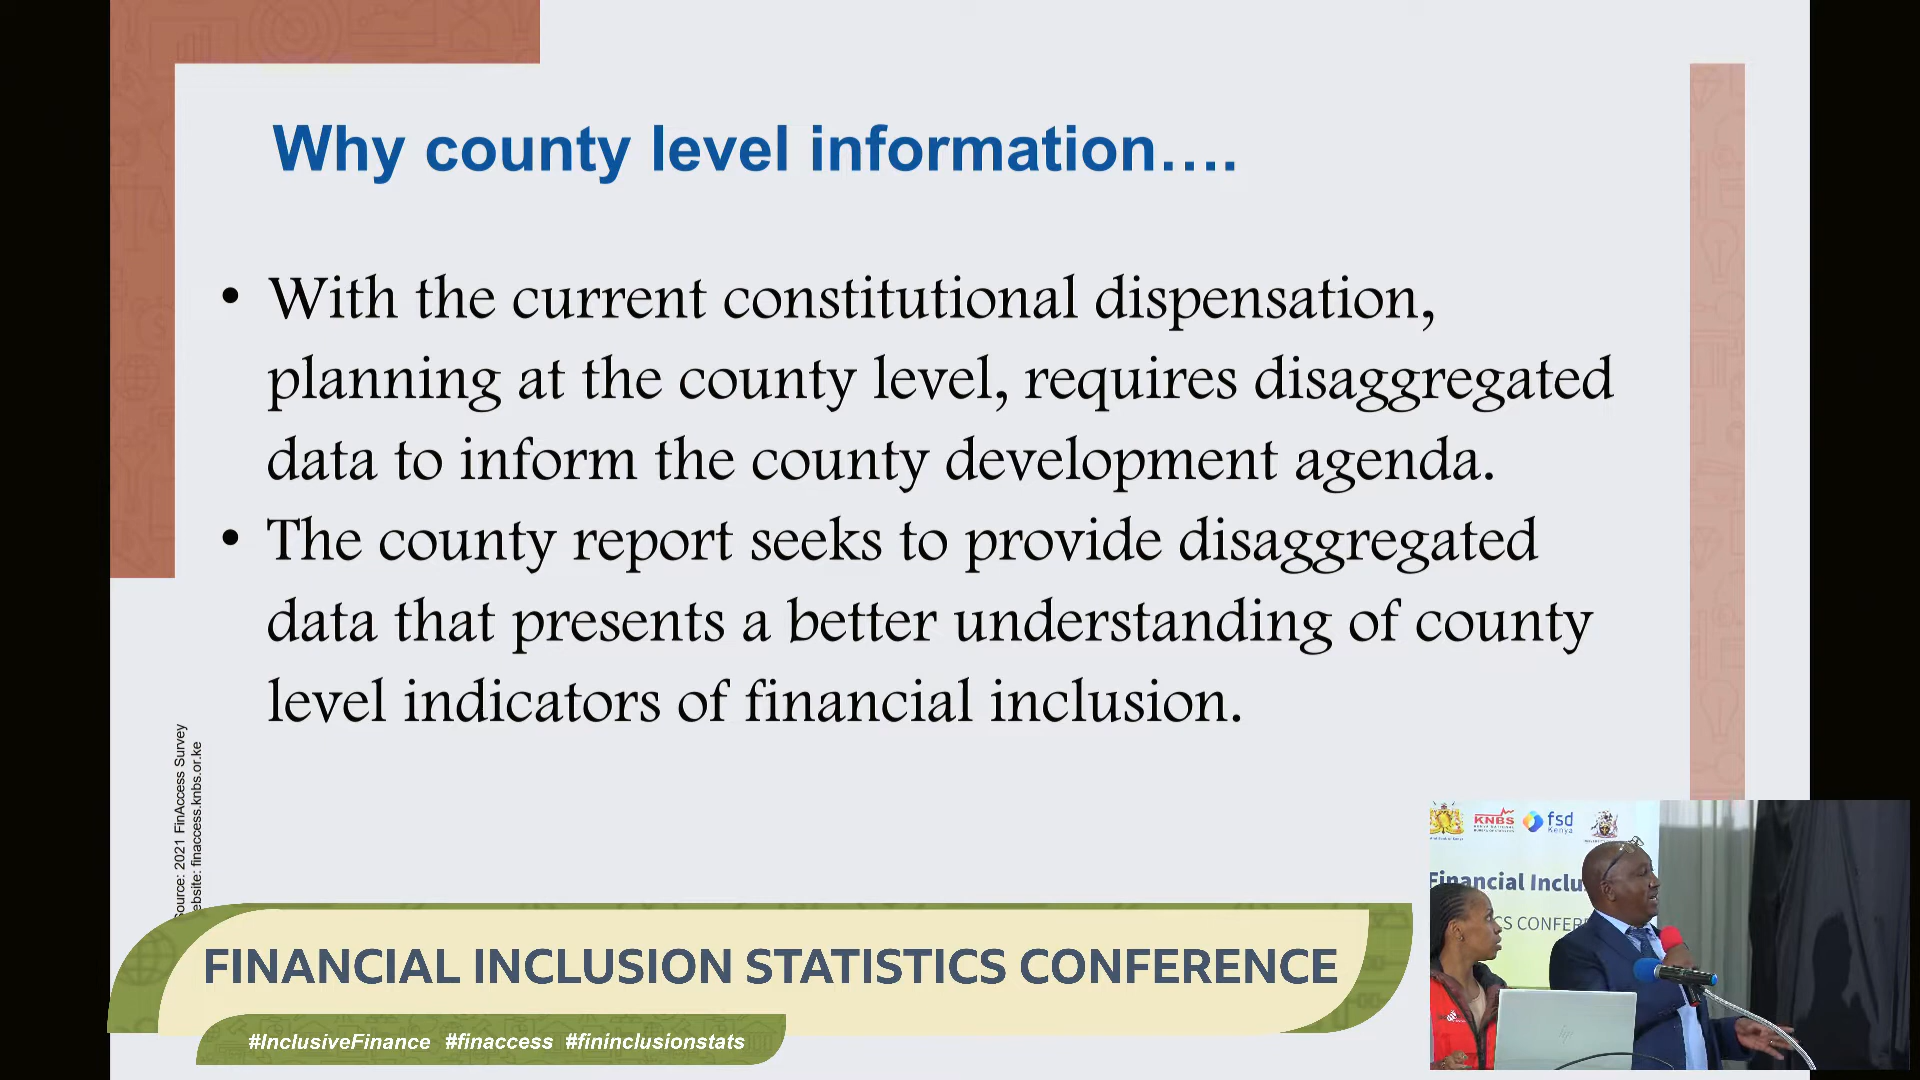 Why county level information….
• With the current constitutional dispensation,
planning at the county level, requires disaggregated
data to inform the county development agenda.
• The county report seeks to provide disaggregated
data that presents a better understanding of county
level indicators of financial inclusion.
Source: 2021 FinAccess Survey
ebsite: finaccess.knbs.or.ke
FINANCIAL INCLUSION STATISTICS CONFERENCE
#InclusiveFinance #finaccess #fininclusionstats
KNBS
fsd
Kenya
Financial Inclu
CS CONFER